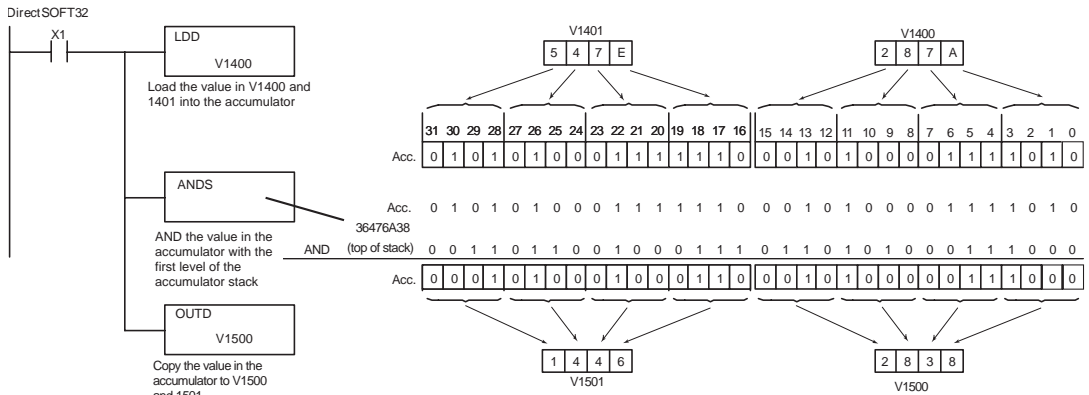 DirectSOFT32
X1
LDD
V1400
Load the value in V1400 and
1401 into the accumulator
ANDS
AND the value in the
accumulator with the
first level of the
accumulator stack
OUTD
V1500
Copy the value in the
accumulator to V1500
and 1501
V1401
V1400
5 4 7 E
2 8 7 A
31 30 29 28 27 26 25 24 23 22 21 20 19 18 17 16 15 14 13 12 11 10 9 8 7 6 5 4 3 2 1 0
Acc. 0 1 0 1 0 1 0 0 0 1 1 1 1 1 1 0 0 0 1 0 1 0 0 0 0 1 1 1 1 0 1 0
Acc. 0 1 0 1 0 1 0 0 0 1 1 1 1 1 1 0 0 0 1 0 1 0 0 0 0 1 1 1 1 0 1 0
36476A38
AND (top of stack) 0 0 1 1 0 1 1 0 0 1 0 0 0 1 1 1 0 1 1 0 1 0 1 0 0 0 1 1 1 0 0 0
Acc. 0 0 0 1 0 1 0 0 0 1 0 0 0 1 1 0 0 0 1 0 1 0 0 0 0 0 1 1 1 0 0 0
1 4 4 6
2 8 3 8
V1501
V1500